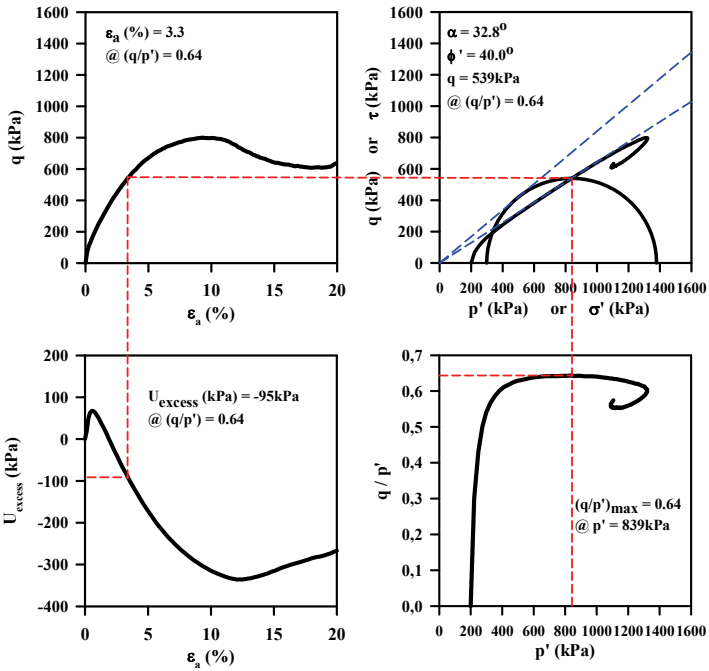 1600
1400
1200
1000
800
600
400
200
0
q (kPa)
εa (%) = 3.3
@ (q/p') = 0.64
0 5 10 15 20
εa (%)
1600
1400
1200
1000
800
600
400
200
0
q (kPa) or τ (kPa)
α = 32.8o
ϕ' = 40.0o
q = 539kPa
@ (q/p') = 0.64
0 200 400 600 800 1000 1200 1400 1600
p' (kPa) or σ' (kPa)
200
100
0
-100
-200
-300
-400
Uexcess (kPa)
Uexcess (kPa) = -95kPa
@ (q/p') = 0.64
0 5 10 15 20
εa (%)
0,7
0,6
0,5
0,4
0,3
0,2
0,1
0,0
q / p'
(q/p')max = 0.64
@ p' = 839kPa
0 200 400 600 800 1000 1200 1400 1600
p' (kPa)